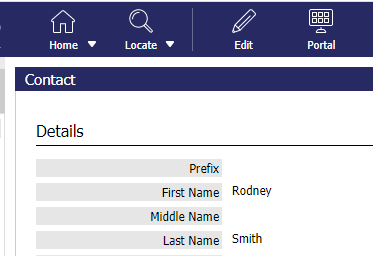 Home Locate Edit Portal
Contact
Details
Prefix
First Name Rodney
Middle Name
Last Name Smith